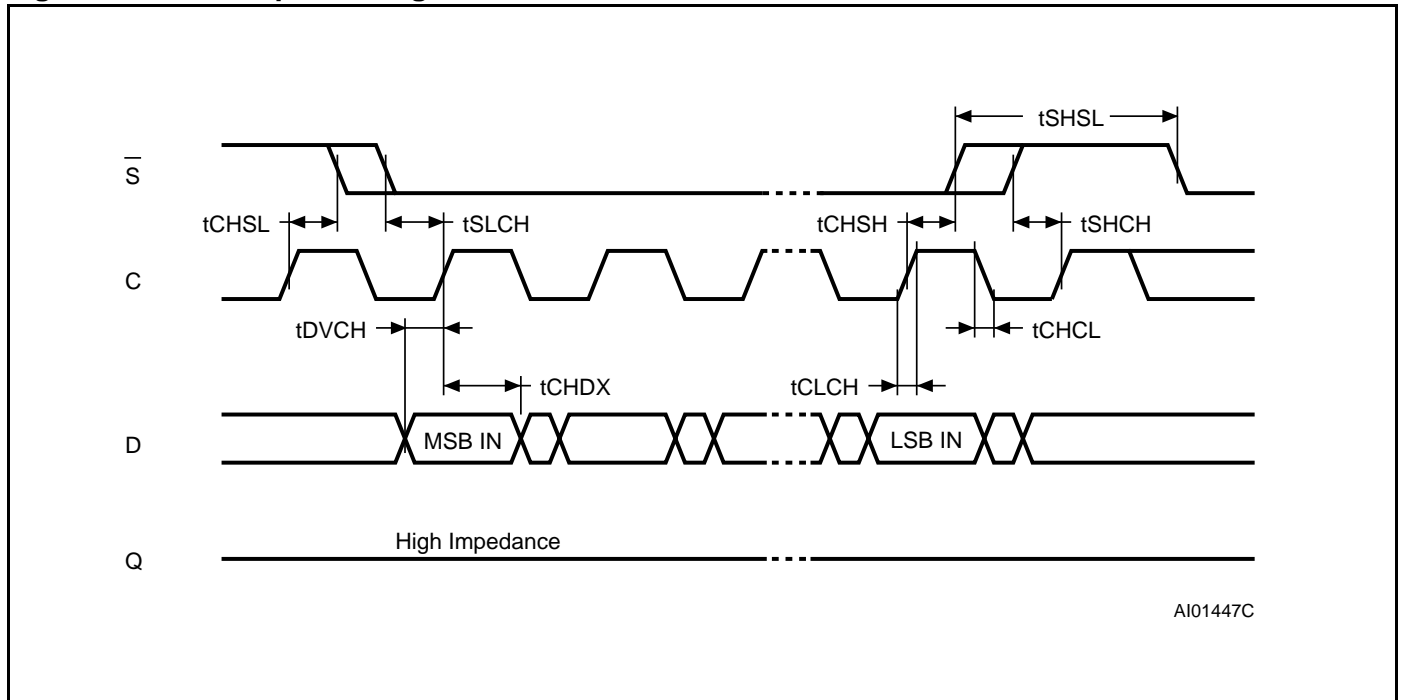 tSHSL
S̅
tCHSL
tSLCH
tCHSH
tSHCH
C
tDVCH
tCHCL
tCHDX
tCLCH
D
MSB IN
LSB IN
High Impedance
Q
AI01447C